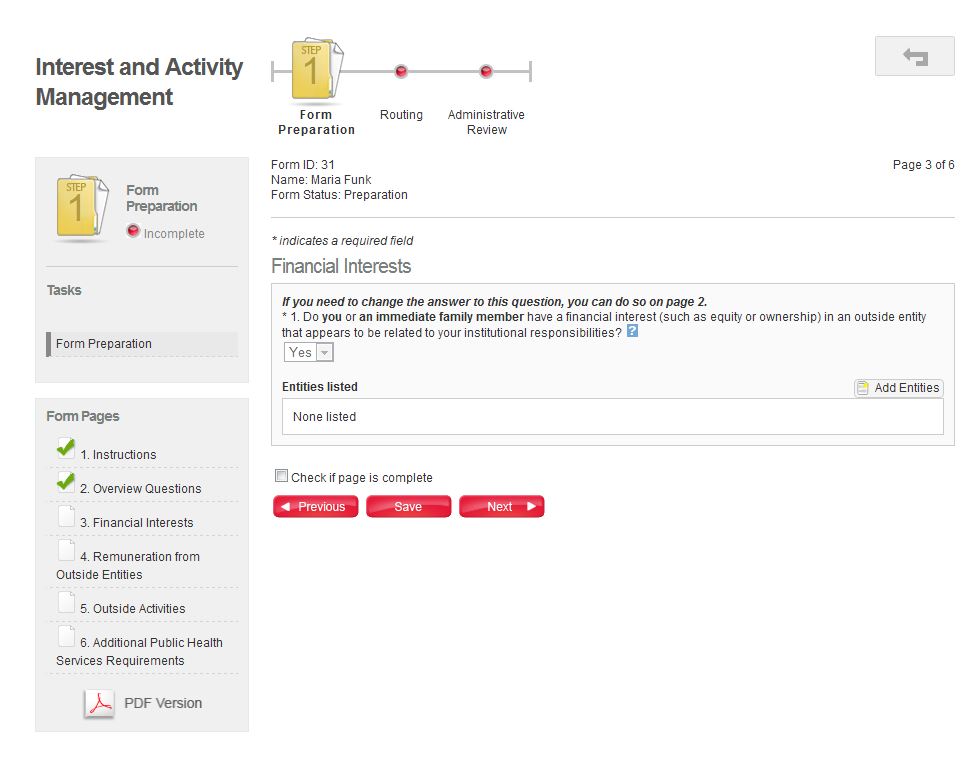 Interest and Activity
Management
STEP
1
Form
Preparation
Routing
Administrative
Review
STEP
1
Form
Preparation
Incomplete
Tasks
Form Preparation
Form Pages
1. Instructions
2. Overview Questions
3. Financial Interests
4. Remuneration from
Outside Entities
5. Outside Activities
6. Additional Public Health
Services Requirements
PDF Version
Form ID: 31
Page 3 of 6
Name: Maria Funk
Form Status: Preparation
* indicates a required field
Financial Interests
If you need to change the answer to this question, you can do so on page 2.
* 1. Do you or an immediate family member have a financial interest (such as equity or ownership) in an outside entity
that appears to be related to your institutional responsibilities? ?
Yes
Entities listed
Add Entities
None listed
Check if page is complete
Previous
Save
Next